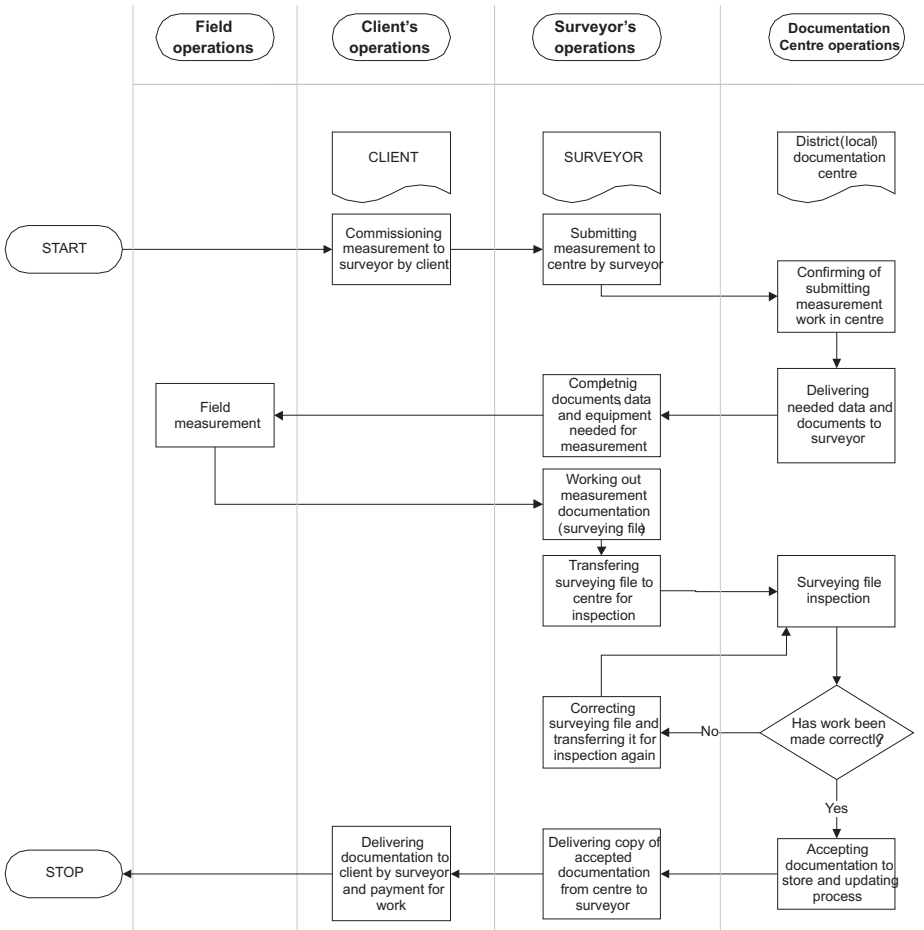 Field
operations
Client's
operations
Surveyor's
operations
Documentation
Centre operations
CLIENT
SURVEYOR
District(local)
documentation
centre
START
Commissioning
measurement to
surveyor by client
Submitting
measurement to
centre by surveyor
Confirming of
submitting
measurement
work in centre
Field
measurement
Completnig
documents, data
and equipment
needed for
measurement
Delivering
needed data and
documents to
surveyor
Working out
measurement
documentation
(surveying file)
Transfering
surveying file to
centre for
inspection
Surveying file
inspection
Correcting
surveying file and
transferring it for
inspection again
No
Has work been
made correctly?
Yes
STOP
Delivering
documentation to
client by surveyor
and payment for
work
Delivering copy of
accepted
documentation
from centre to
surveyor
Accepting
documentation to
store and updating
process